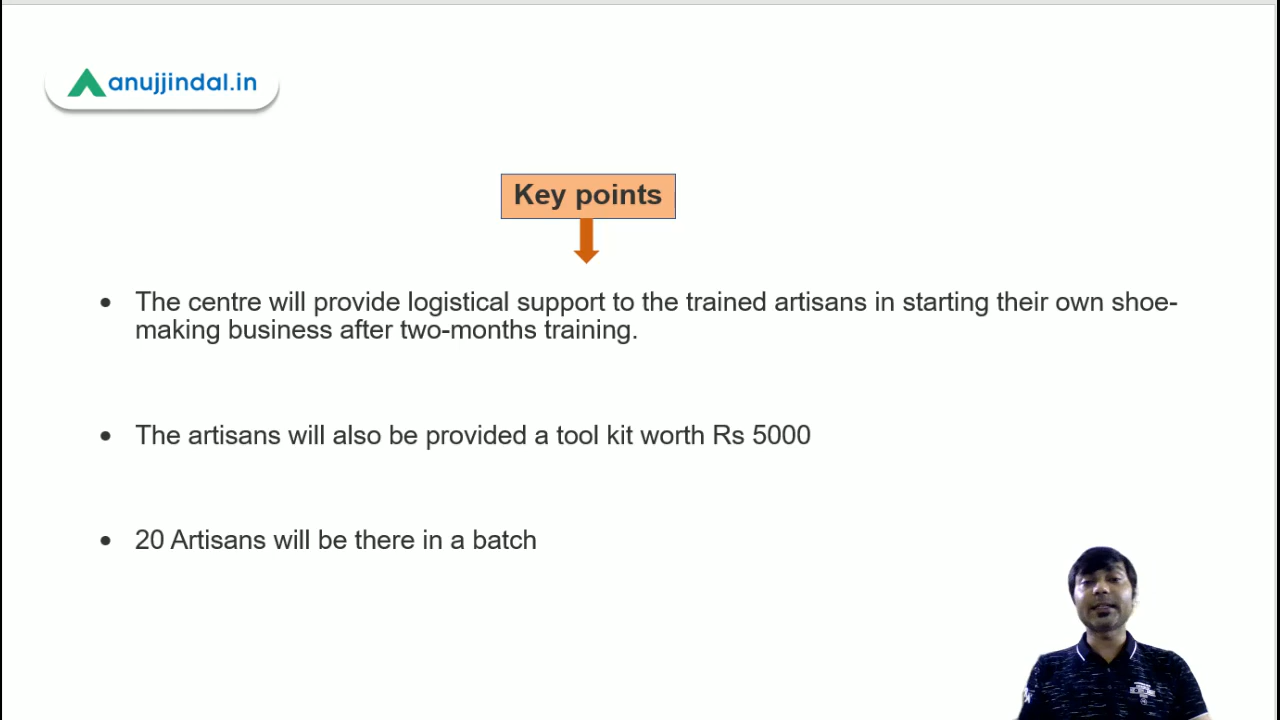 anujjindal.in
Key points
• The centre will provide logistical support to the trained artisans in starting their own shoe-
making business after two-months training.
• The artisans will also be provided a tool kit worth Rs 5000
• 20 Artisans will be there in a batch